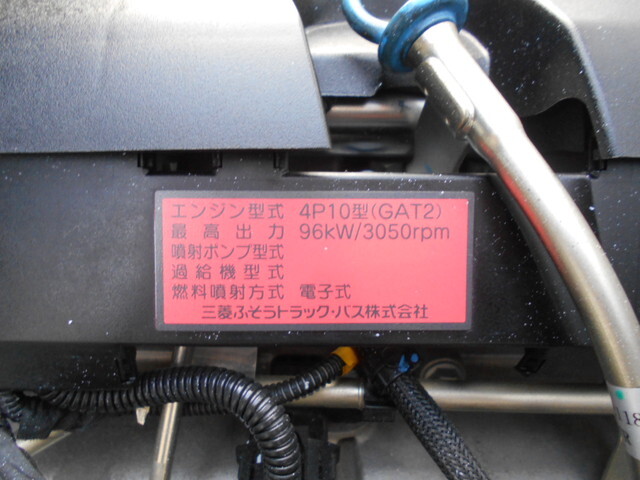 エンジン型式 4P10型(GAT2)
最高出力 96kW/3050rpm
噴射ポンプ型式
過給機型式
燃料噴射方式 電子式
三菱ふそうトラック・バス株式会社
118